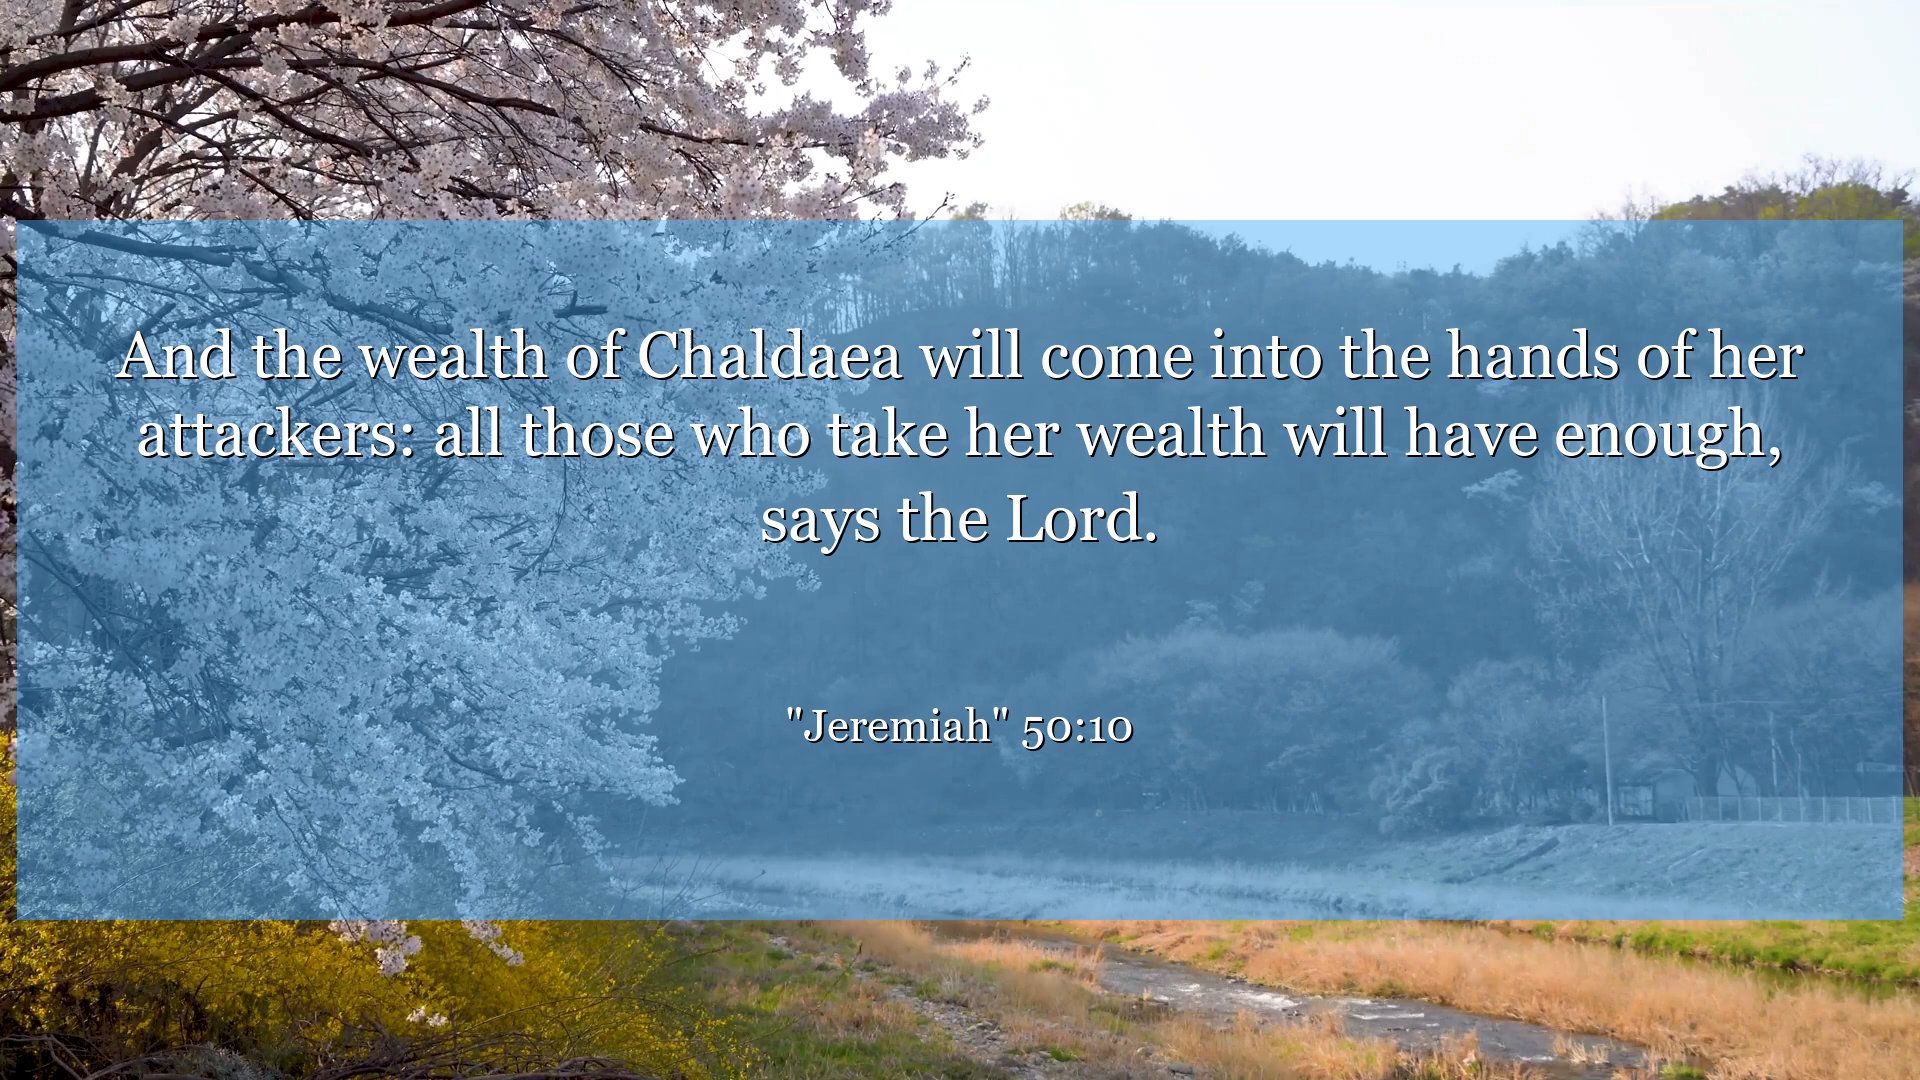 And the wealth of Chaldaea will come into the hands of her
attackers: all those who take her wealth will have enough,
says the Lord.
"Jeremiah" 50:10